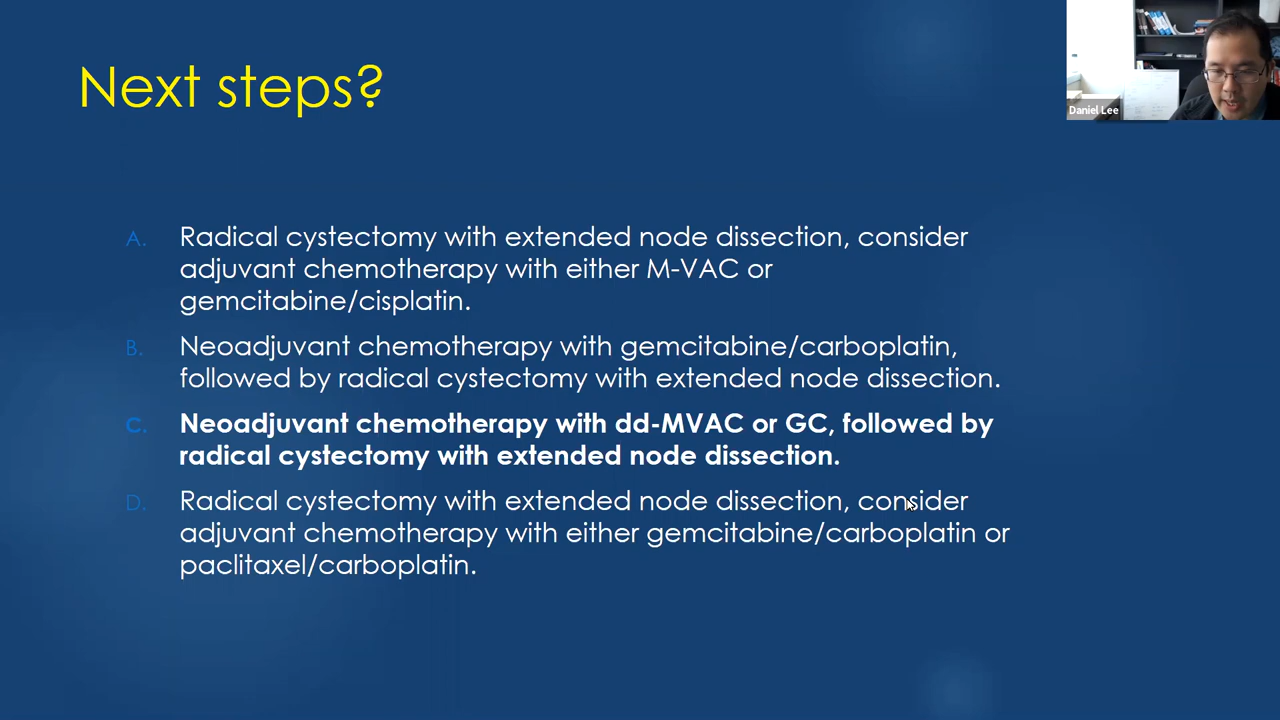 Next steps?
Daniel Lee
A. Radical cystectomy with extended node dissection, consider
adjuvant chemotherapy with either M-VAC or
gemcitabine/cisplatin.
B. Neoadjuvant chemotherapy with gemcitabine/carboplatin,
followed by radical cystectomy with extended node dissection.
C. Neoadjuvant chemotherapy with dd-MVAC or GC, followed by
radical cystectomy with extended node dissection.
D. Radical cystectomy with extended node dissection, consider
adjuvant chemotherapy with either gemcitabine/carboplatin or
paclitaxel/carboplatin.